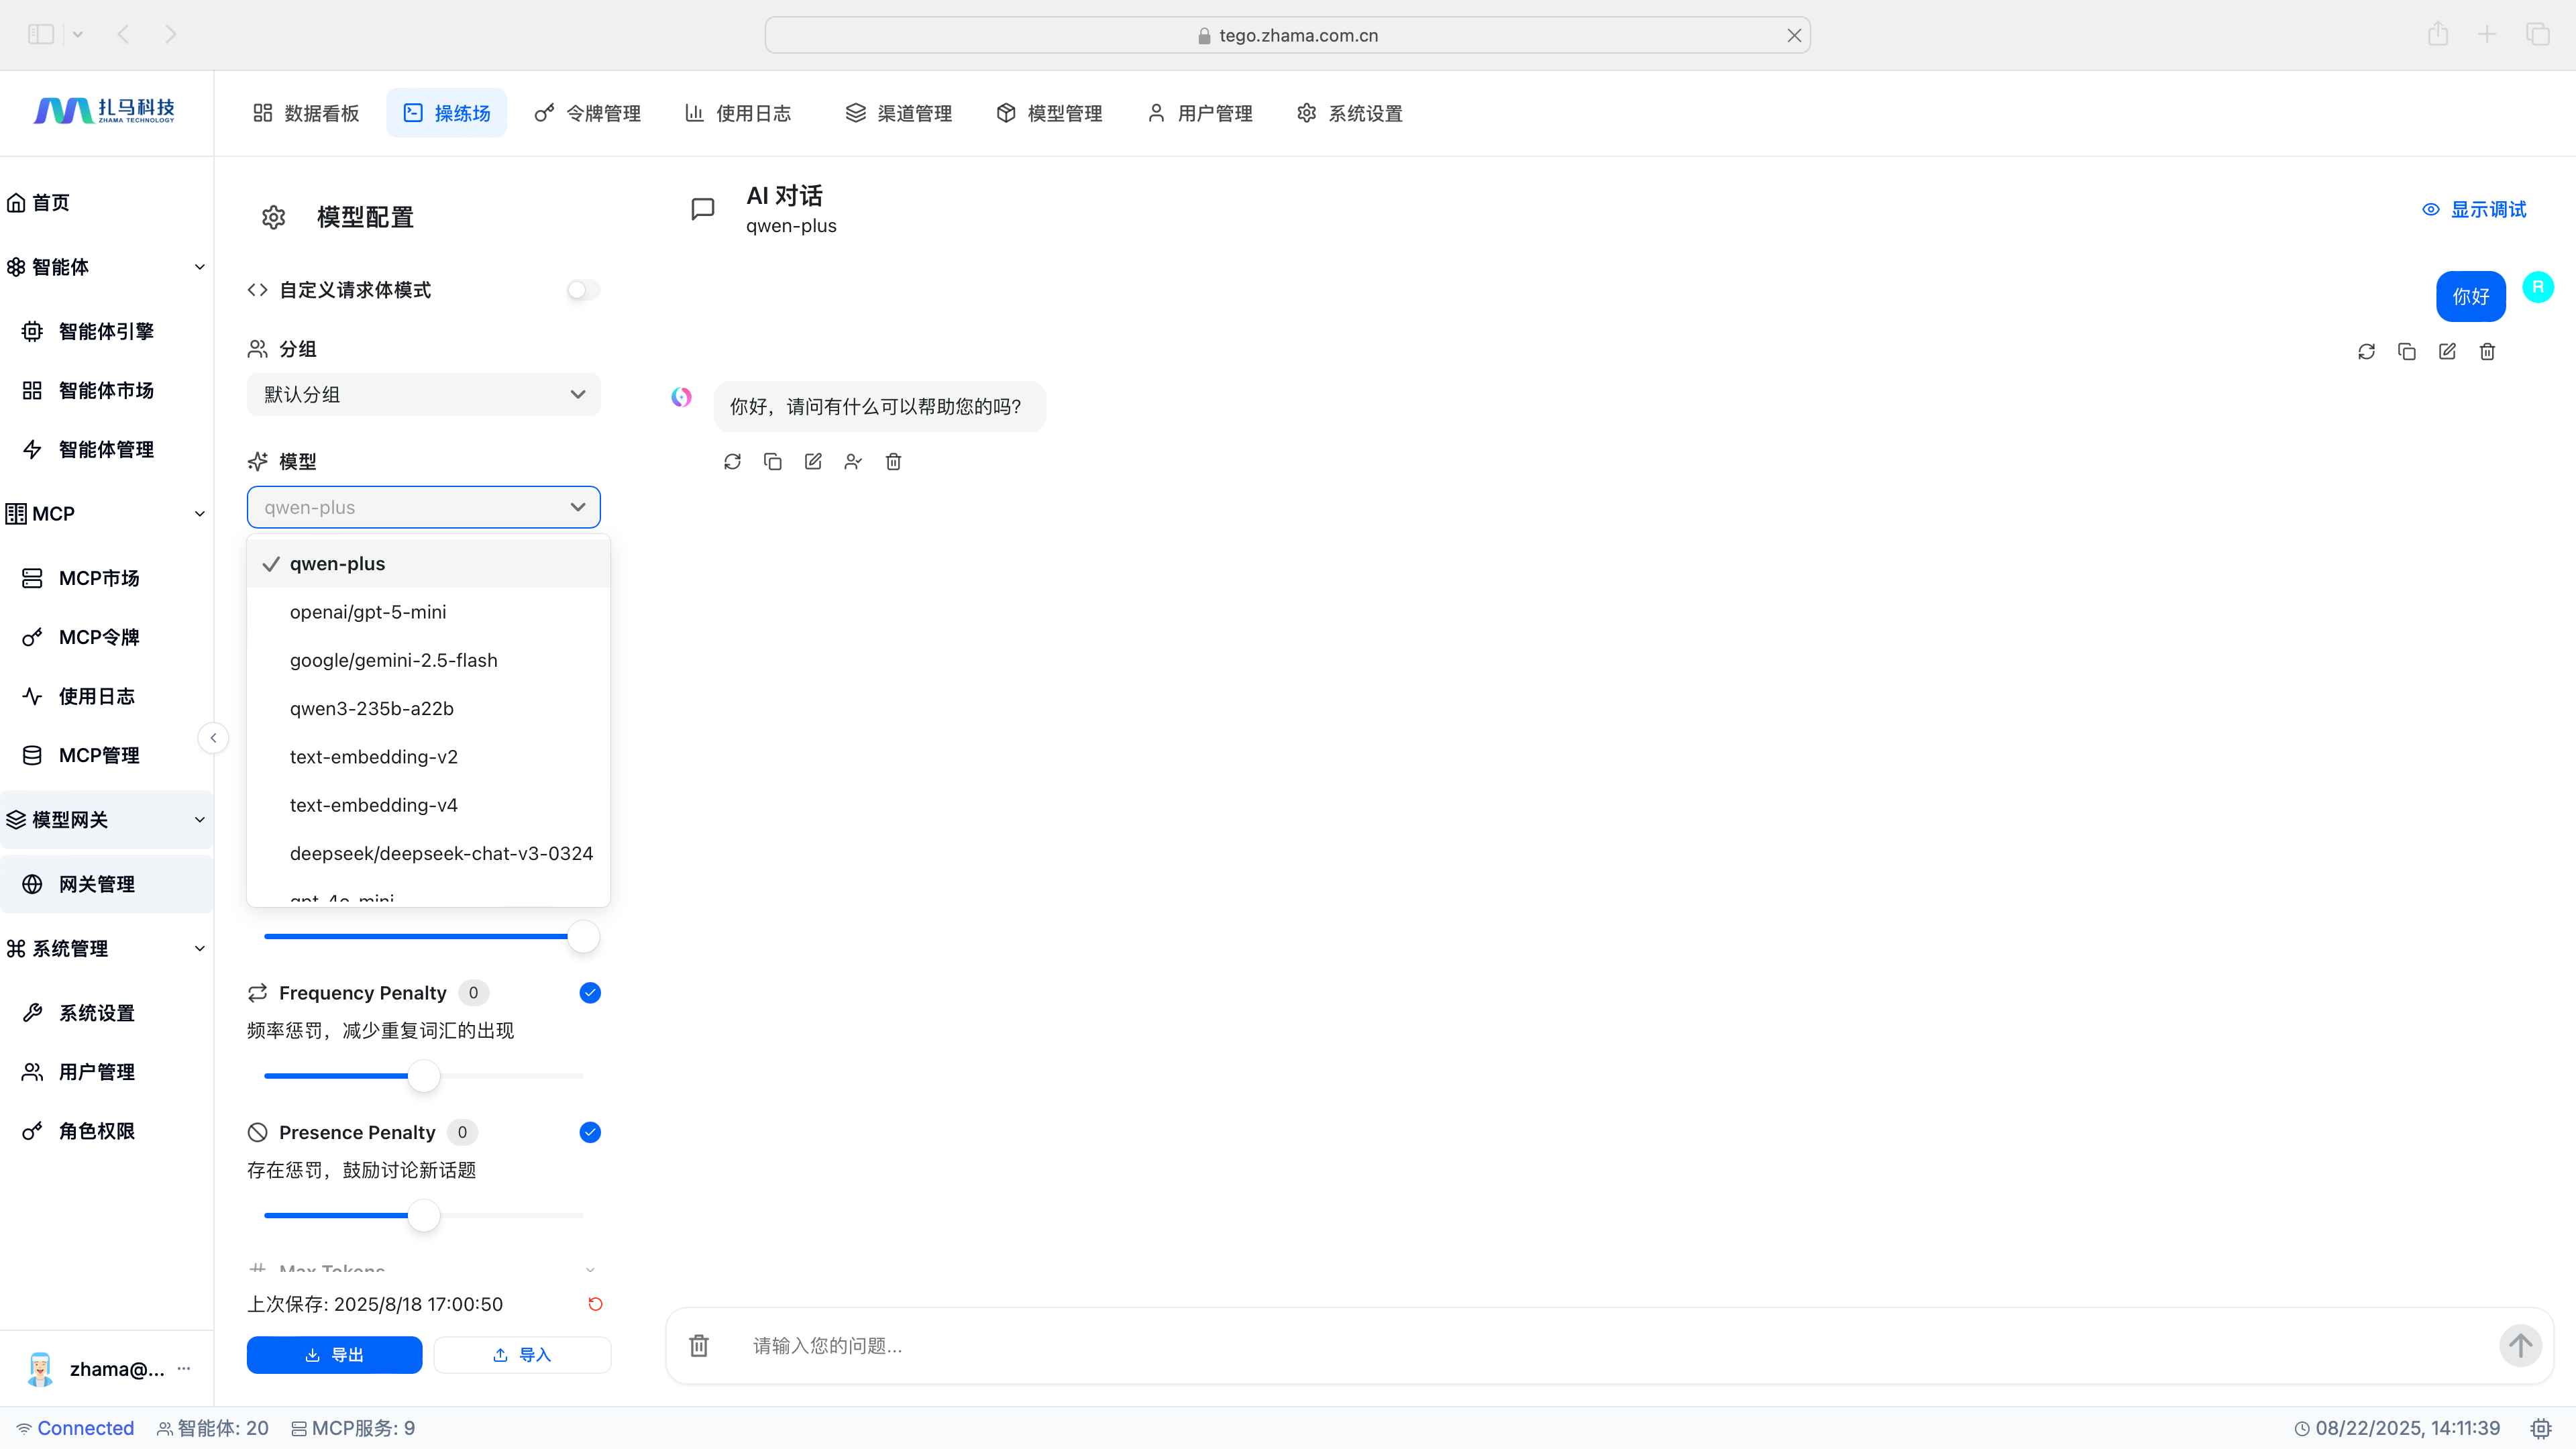 tego.zhama.com.cn
扎马科技
ZHAMA TECHNOLOGY
数据看板
操练场
令牌管理
使用日志
渠道管理
模型管理
用户管理
系统设置
首页
智能体
智能体引擎
智能体市场
智能体管理
MCP
MCP市场
MCP令牌
使用日志
MCP管理
模型网关
网关管理
系统管理
系统设置
用户管理
角色权限
zhama@...
模型配置
自定义请求体模式
分组
默认分组
模型
qwen-plus
qwen-plus
openai/gpt-5-mini
google/gemini-2.5-flash
qwen3-235b-a22b
text-embedding-v2
text-embedding-v4
deepseek/deepseek-chat-v3-0324
gpt-4o-mini
Frequency Penalty 0
频率惩罚，减少重复词汇的出现
Presence Penalty 0
存在惩罚，鼓励讨论新话题
Max Tokens
上次保存: 2025/8/18 17:00:50
导出
导入
AI 对话
qwen-plus
显示调试
你好
R
你好，请问有什么可以帮助您的吗？
请输入您的问题...
Connected
智能体: 20
MCP服务: 9
08/22/2025, 14:11:39